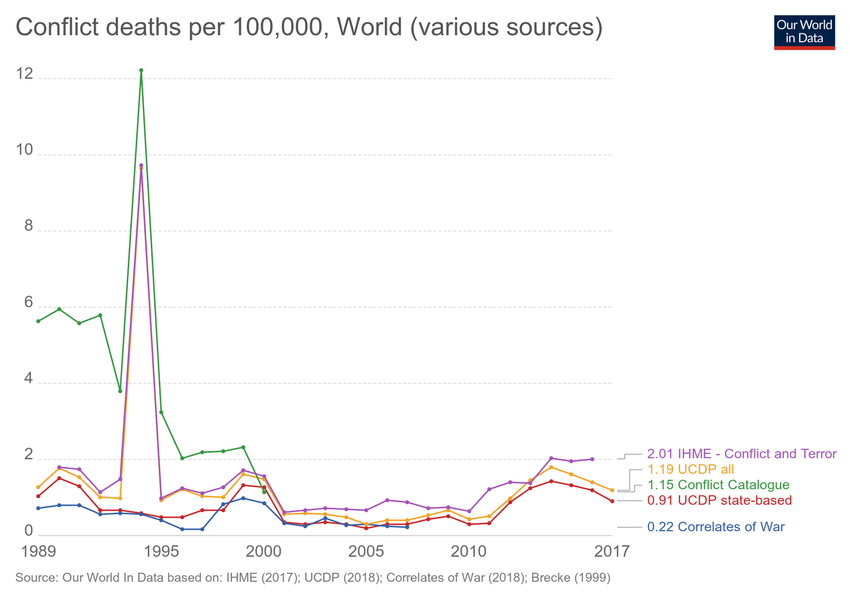 Conflict deaths per 100,000, World (various sources)
Our World
in Data
12
10
8
6
4
2
0
1989
1995
2000
2005
2010
2017
2.01 IHME - Conflict and Terror
1.19 UCDP all
1.15 Conflict Catalogue
0.91 UCDP state-based
0.22 Correlates of War
Source: Our World In Data based on: IHME (2017); UCDP (2018); Correlates of War (2018); Brecke (1999)